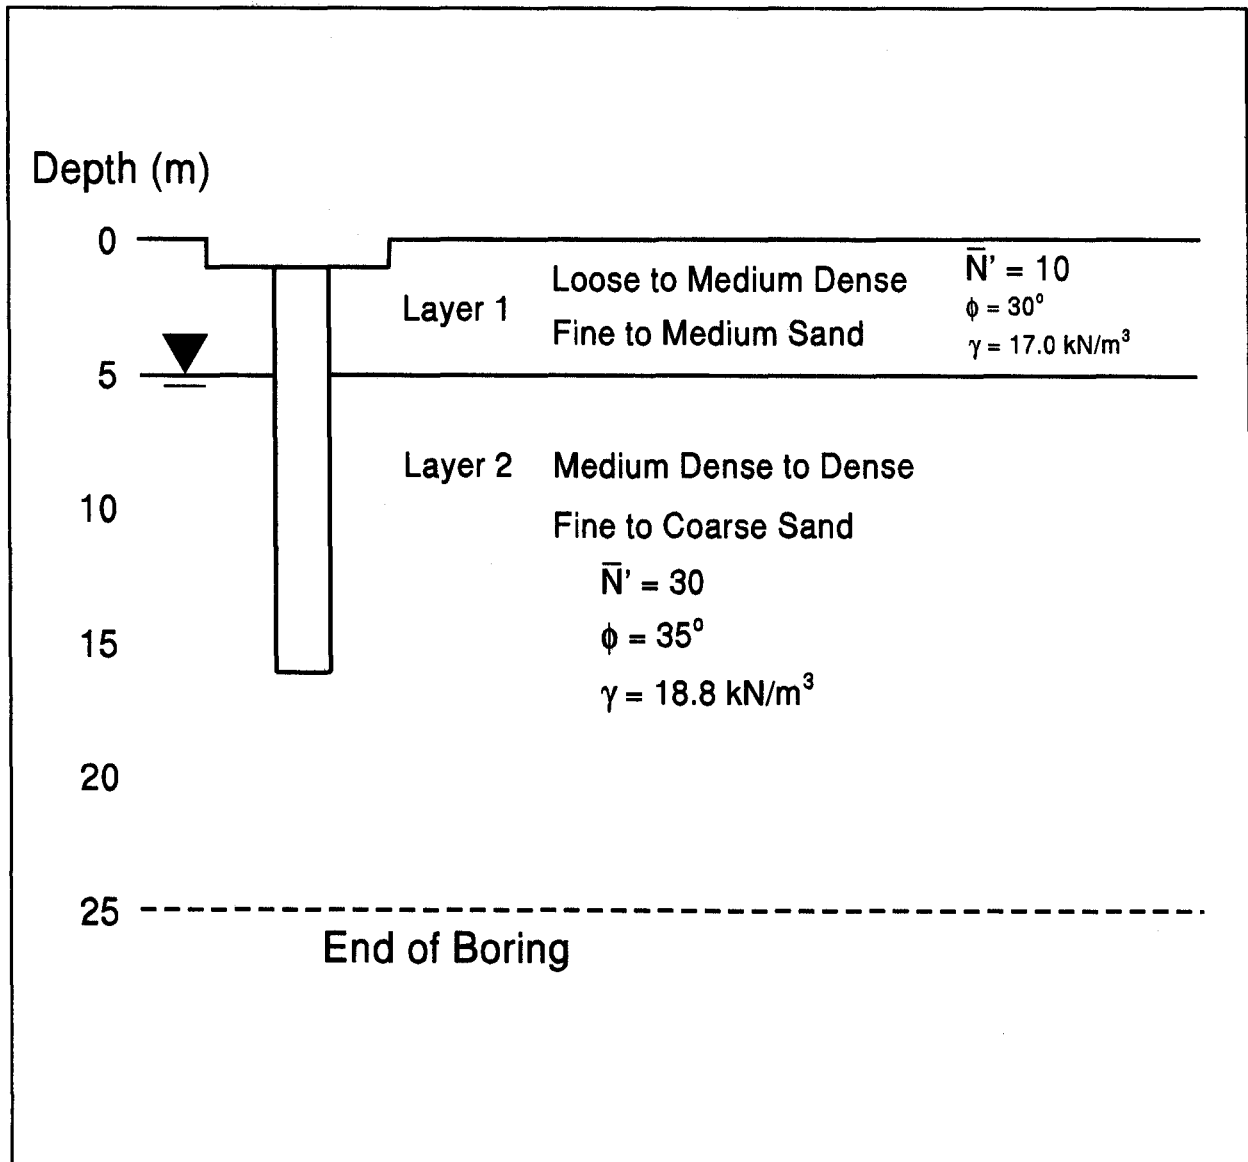 Depth (m)
0
Layer 1
Loose to Medium Dense
Fine to Medium Sand
N̄' = 10
ϕ = 30⁰
γ = 17.0 kN/m³
5
Layer 2
Medium Dense to Dense
Fine to Coarse Sand
N̄' = 30
ϕ = 35⁰
γ = 18.8 kN/m³
10
15
20
25
End of Boring